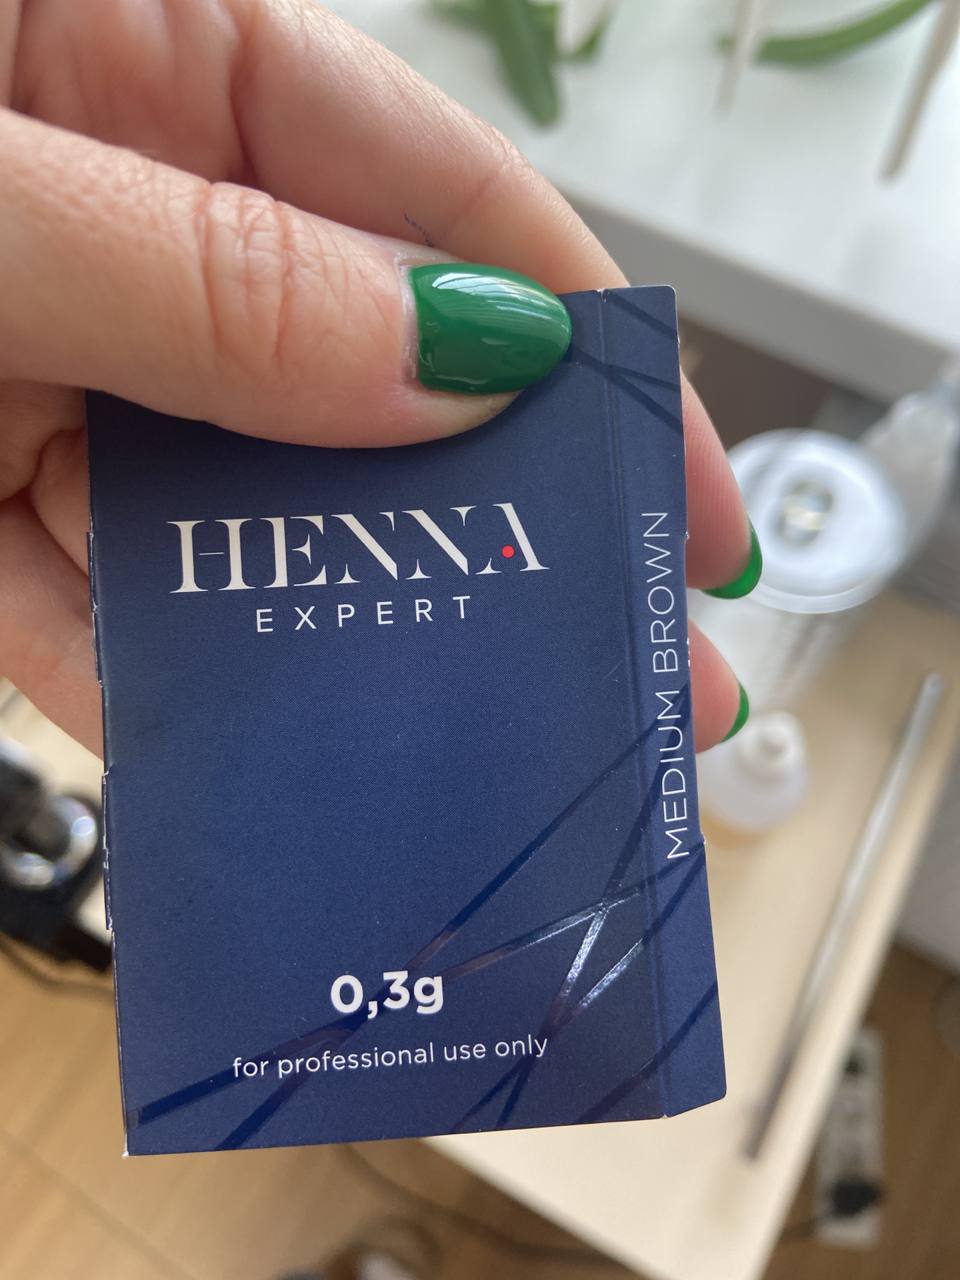 HENNA
EXPERT
MEDIUM BROWN
0,3g
for professional use only